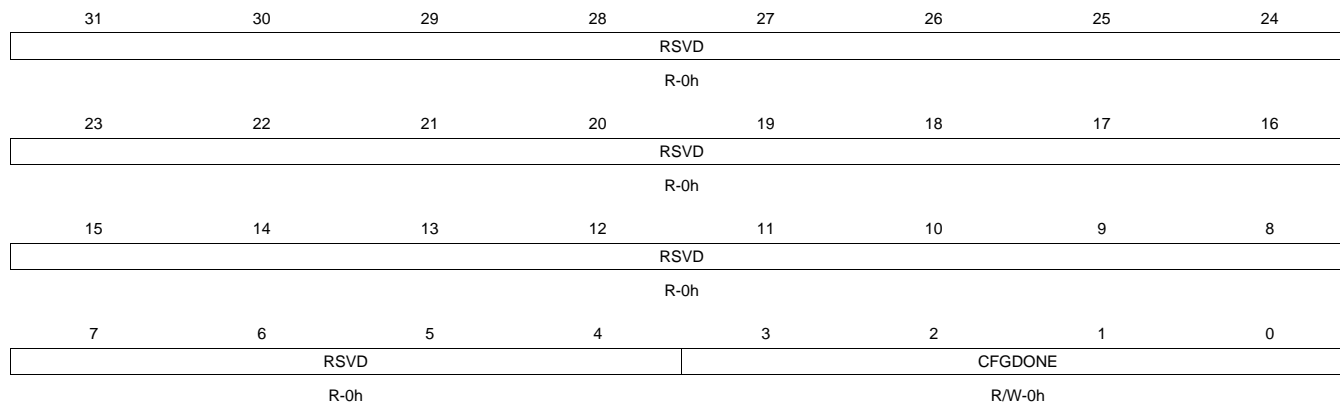 31 30 29 28 27 26 25 24
RSVD
R-0h
23 22 21 20 19 18 17 16
RSVD
R-0h
15 14 13 12 11 10 9 8
RSVD
R-0h
7 6 5 4 3 2 1 0
RSVD CFGDONE
R-0h R/W-0h